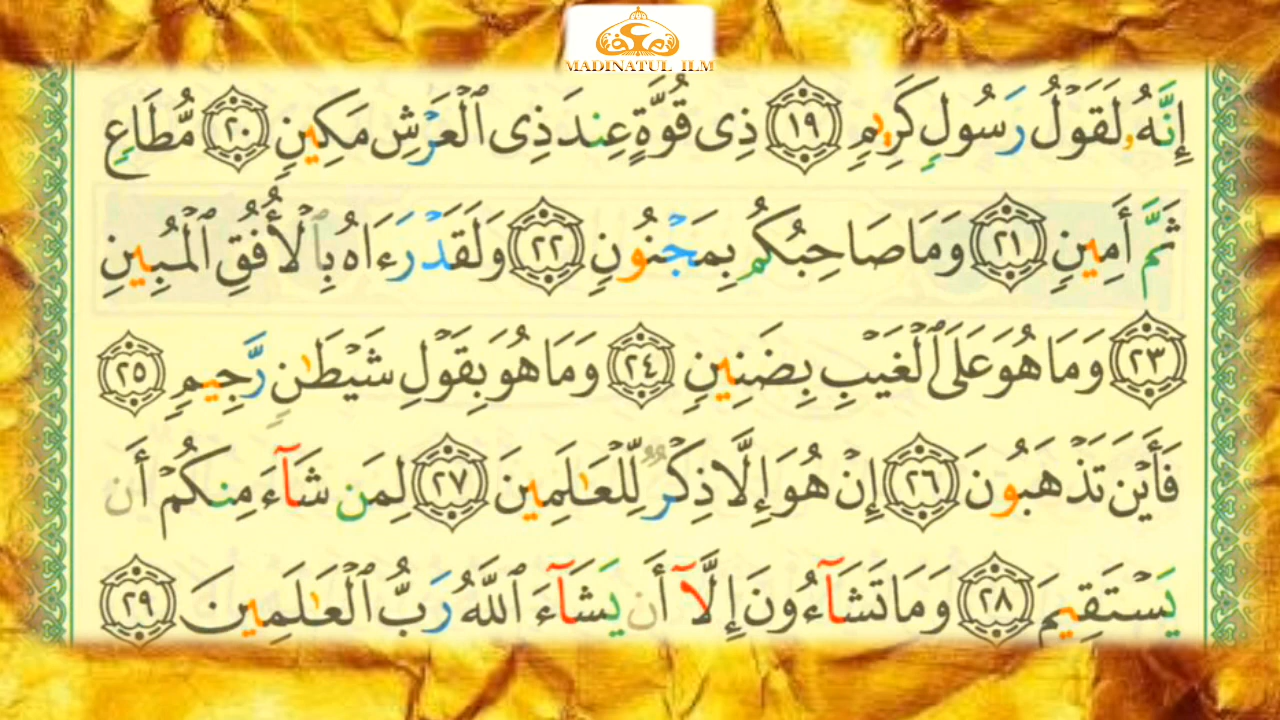 MADINATUL ILM
إِنَّهُۥ لَقَوْلُ رَسُولٍ كَرِيمٍ ١٩ ذِى قُوَّةٍ عِندَ ذِى ٱلْعَرْشِ مَكِينٍ ٢٠ مُّطَاعٍ
ثَمَّ أَمِينٍ ٢١ وَمَا صَاحِبُكُم بِمَجْنُونٍ ٢٢ وَلَقَدْ رَءَاهُ بِٱلْأُفُقِ ٱلْمُبِينِ
٢٣ وَمَا هُوَ عَلَى ٱلْغَيْبِ بِضَنِينٍ ٢٤ وَمَا هُوَ بِقَوْلِ شَيْطَٰنٍ رَّجِيمٍ ٢٥
فَأَيْنَ تَذْهَبُونَ ٢٦ إِنْ هُوَ إِلَّا ذِكْرٌ لِّلْعَٰلَمِينَ ٢٧ لِمَن شَآءَ مِنكُمْ أَن
يَسْتَقِيمَ ٢٨ وَمَا تَشَآءُونَ إِلَّآ أَن يَشَآءَ ٱللَّهُ رَبُّ ٱلْعَٰلَمِينَ ٢٩